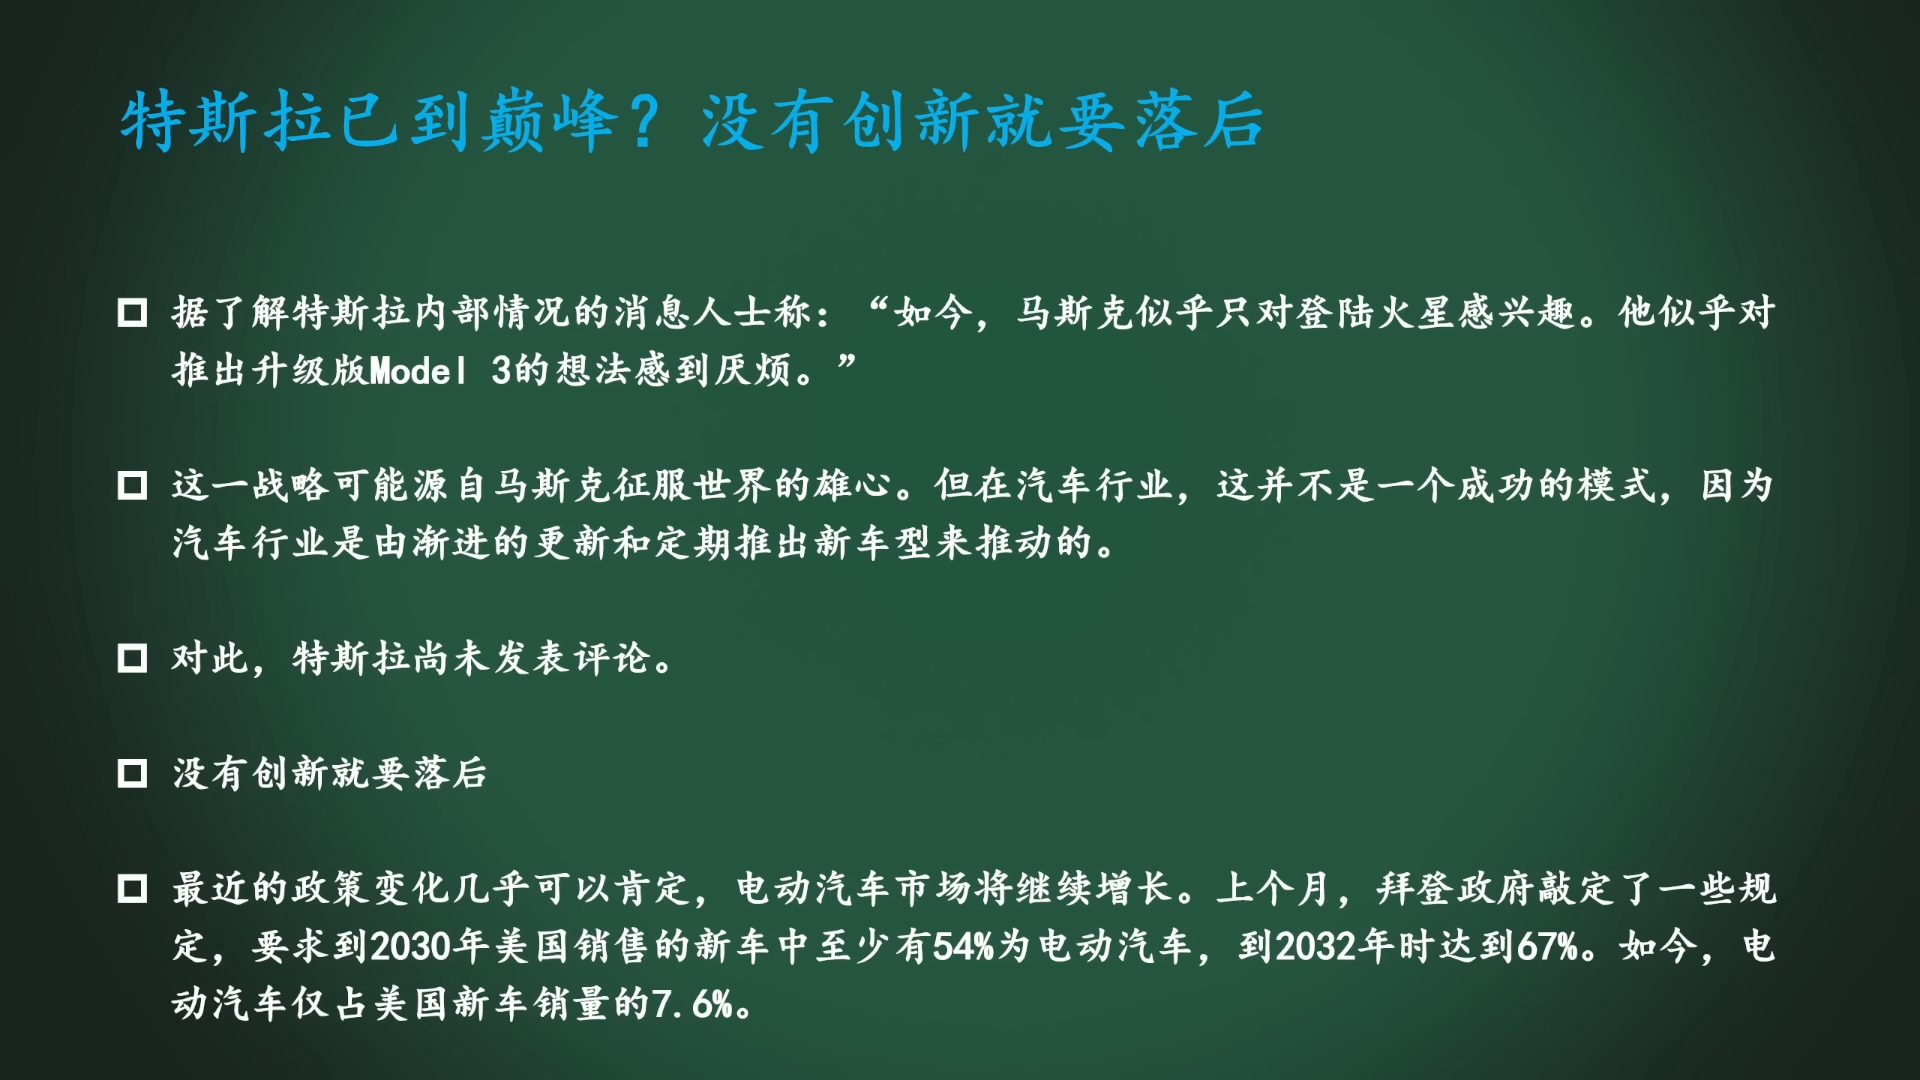 特斯拉已到巅峰？没有创新就要落后
据了解特斯拉内部情况的消息人士称：“如今，马斯克似乎只对登陆火星感兴趣。他似乎对
推出升级版Model 3的想法感到厌烦。”
这一战略可能源自马斯克征服世界的雄心。但在汽车行业，这并不是一个成功的模式，因为
汽车行业是由渐进的更新和定期推出新车型来推动的。
对此，特斯拉尚未发表评论。
没有创新就要落后
最近的政策变化几乎可以肯定，电动汽车市场将继续增长。上个月，拜登政府敲定了一些规
定，要求到2030年美国销售的新车中至少有54%为电动汽车，到2032年时达到67%。如今，电
动汽车仅占美国新车销量的7.6%。